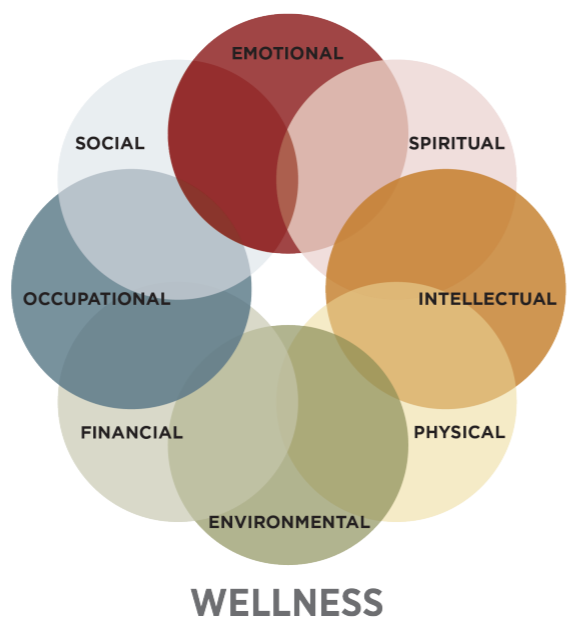 EMOTIONAL
SOCIAL
SPIRITUAL
OCCUPATIONAL
INTELLECTUAL
FINANCIAL
PHYSICAL
ENVIRONMENTAL
WELLNESS